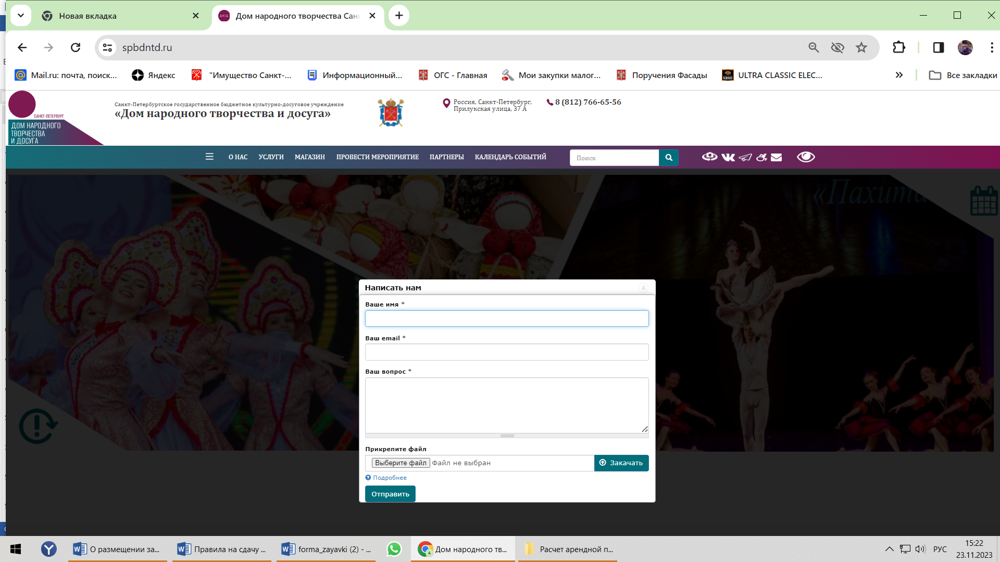 Новая вкладка
Дом народного творчества Сан
spbdntd.ru
Mail.ru: почта, поиск...
Яндекс
"Имущество Санкт-...
Информационный...
ОГС - Главная
Мои закупки малог...
Поручения Фасады
ULTRA CLASSIC ELEC...
Все закладки
САНКТ-ПЕТЕРБУРГ
ДОМ НАРОДНОГО
ТВОРЧЕСТВА
И ДОСУГА
Санкт-Петербургское государственное бюджетное культурно-досуговое учреждение
«Дом народного творчества и досуга»
Россия, Санкт-Петербург,
Прилукская улица, 37 А
8 (812) 766-65-56
О НАС
УСЛУГИ
МАГАЗИН
ПРОВЕСТИ МЕРОПРИЯТИЕ
ПАРТНЕРЫ
КАЛЕНДАРЬ СОБЫТИЙ
Поиск
«Пахита
Написать нам
Ваше имя *
Ваш email *
Ваш вопрос *
Прикрепите файл
Выберите файл Файл не выбран
Закачать
Подробнее
Отправить
О размещении за...
Правила на сдачу ...
forma_zayavki (2) - ...
Дом народного тв...
Расчет арендной п...
РУС
15:22
23.11.2023